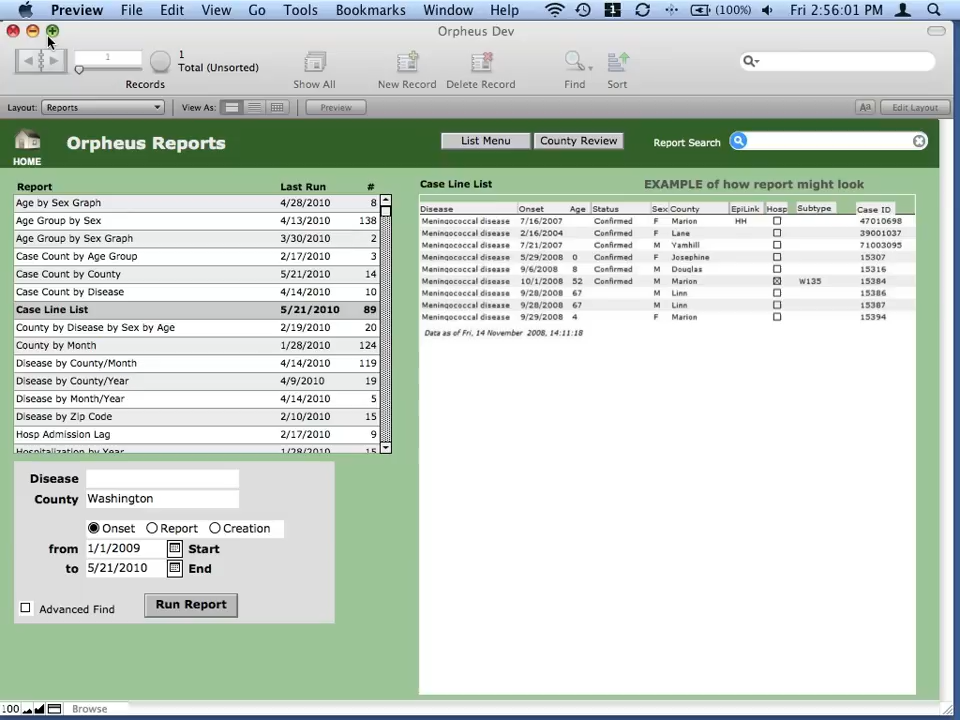 Preview File Edit View Go Tools Bookmarks Window Help 1 (100%) Fri 2:56:01 PM
Orpheus Dev
1
1
Total (Unsorted)
Records Show All New Record Delete Record Find Sort
Layout: Reports View As: Preview Aa Edit Layout
HOME Orpheus Reports List Menu County Review Report Search
Report Last Run #
Age by Sex Graph 4/28/2010 8
Age Group by Sex 4/13/2010 138
Age Group by Sex Graph 3/30/2010 2
Case Count by Age Group 2/17/2010 3
Case Count by County 5/21/2010 14
Case Count by Disease 4/14/2010 10
Case Line List 5/21/2010 89
County by Disease by Sex by Age 2/19/2010 20
County by Month 1/28/2010 124
Disease by County/Month 4/14/2010 119
Disease by County/Year 4/9/2010 19
Disease by Month/Year 4/14/2010 5
Disease by Zip Code 2/10/2010 15
Hosp Admission Lag 2/17/2010 9
Hospitalization by Year 1/28/2010 15
Case Line List EXAMPLE of how report might look
Disease Onset Age Status Sex County EpiLink Hosp Subtype Case ID
Meningococcal disease 7/16/2007 Confirmed F Marion HH 47010698
Meningococcal disease 2/16/2004 Confirmed F Lane 39001037
Meningococcal disease 7/21/2007 Confirmed M Yamhill 71003095
Meningococcal disease 5/29/2008 0 Confirmed F Josephine 15307
Meningococcal disease 9/6/2008 8 Confirmed M Douglas 15316
Meningococcal disease 10/1/2008 52 Confirmed M Marion W135 15384
Meningococcal disease 9/28/2008 67 M Linn 15386
Meningococcal disease 9/28/2008 67 M Linn 15387
Meningococcal disease 9/29/2008 4 F Marion 15394
Data as of Fri, 14 November 2008, 14:11:18
Disease
County Washington
Onset Report Creation
from 1/1/2009 Start
to 5/21/2010 End
Advanced Find Run Report
100 Browse